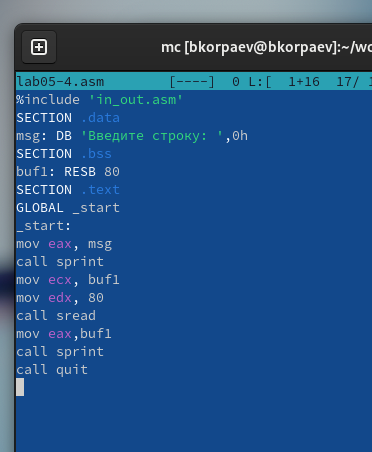 mc [bkorpaev@bkorpaev]:~/wo
lab05-4.asm [----] 0 L:[ 1+16 17/ 1
%include 'in_out.asm'
SECTION .data
msg: DB 'Введите строку: ',0h
SECTION .bss
buf1: RESB 80
SECTION .text
GLOBAL _start
_start:
mov eax, msg
call sprint
mov ecx, buf1
mov edx, 80
call sread
mov eax,buf1
call sprint
call quit